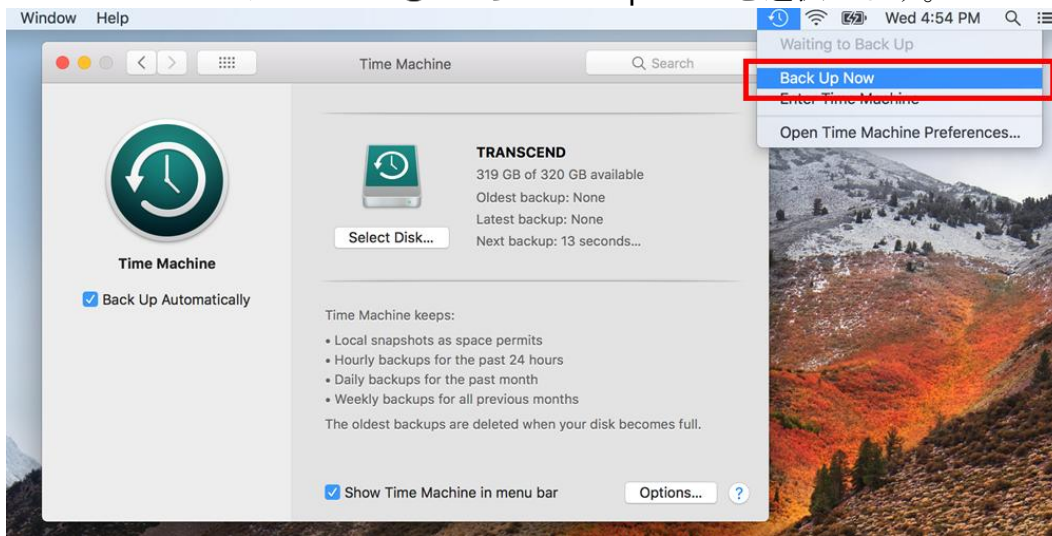 Window Help
Wed 4:54 PM
Waiting to Back Up
Back Up Now
Enter Time Machine
Open Time Machine Preferences...
Time Machine
Search
Time Machine
Back Up Automatically
TRANSCEND
319 GB of 320 GB available
Oldest backup: None
Latest backup: None
Next backup: 13 seconds...
Select Disk...
Time Machine keeps:
• Local snapshots as space permits
• Hourly backups for the past 24 hours
• Daily backups for the past month
• Weekly backups for all previous months
The oldest backups are deleted when your disk becomes full.
Show Time Machine in menu bar
Options...
?